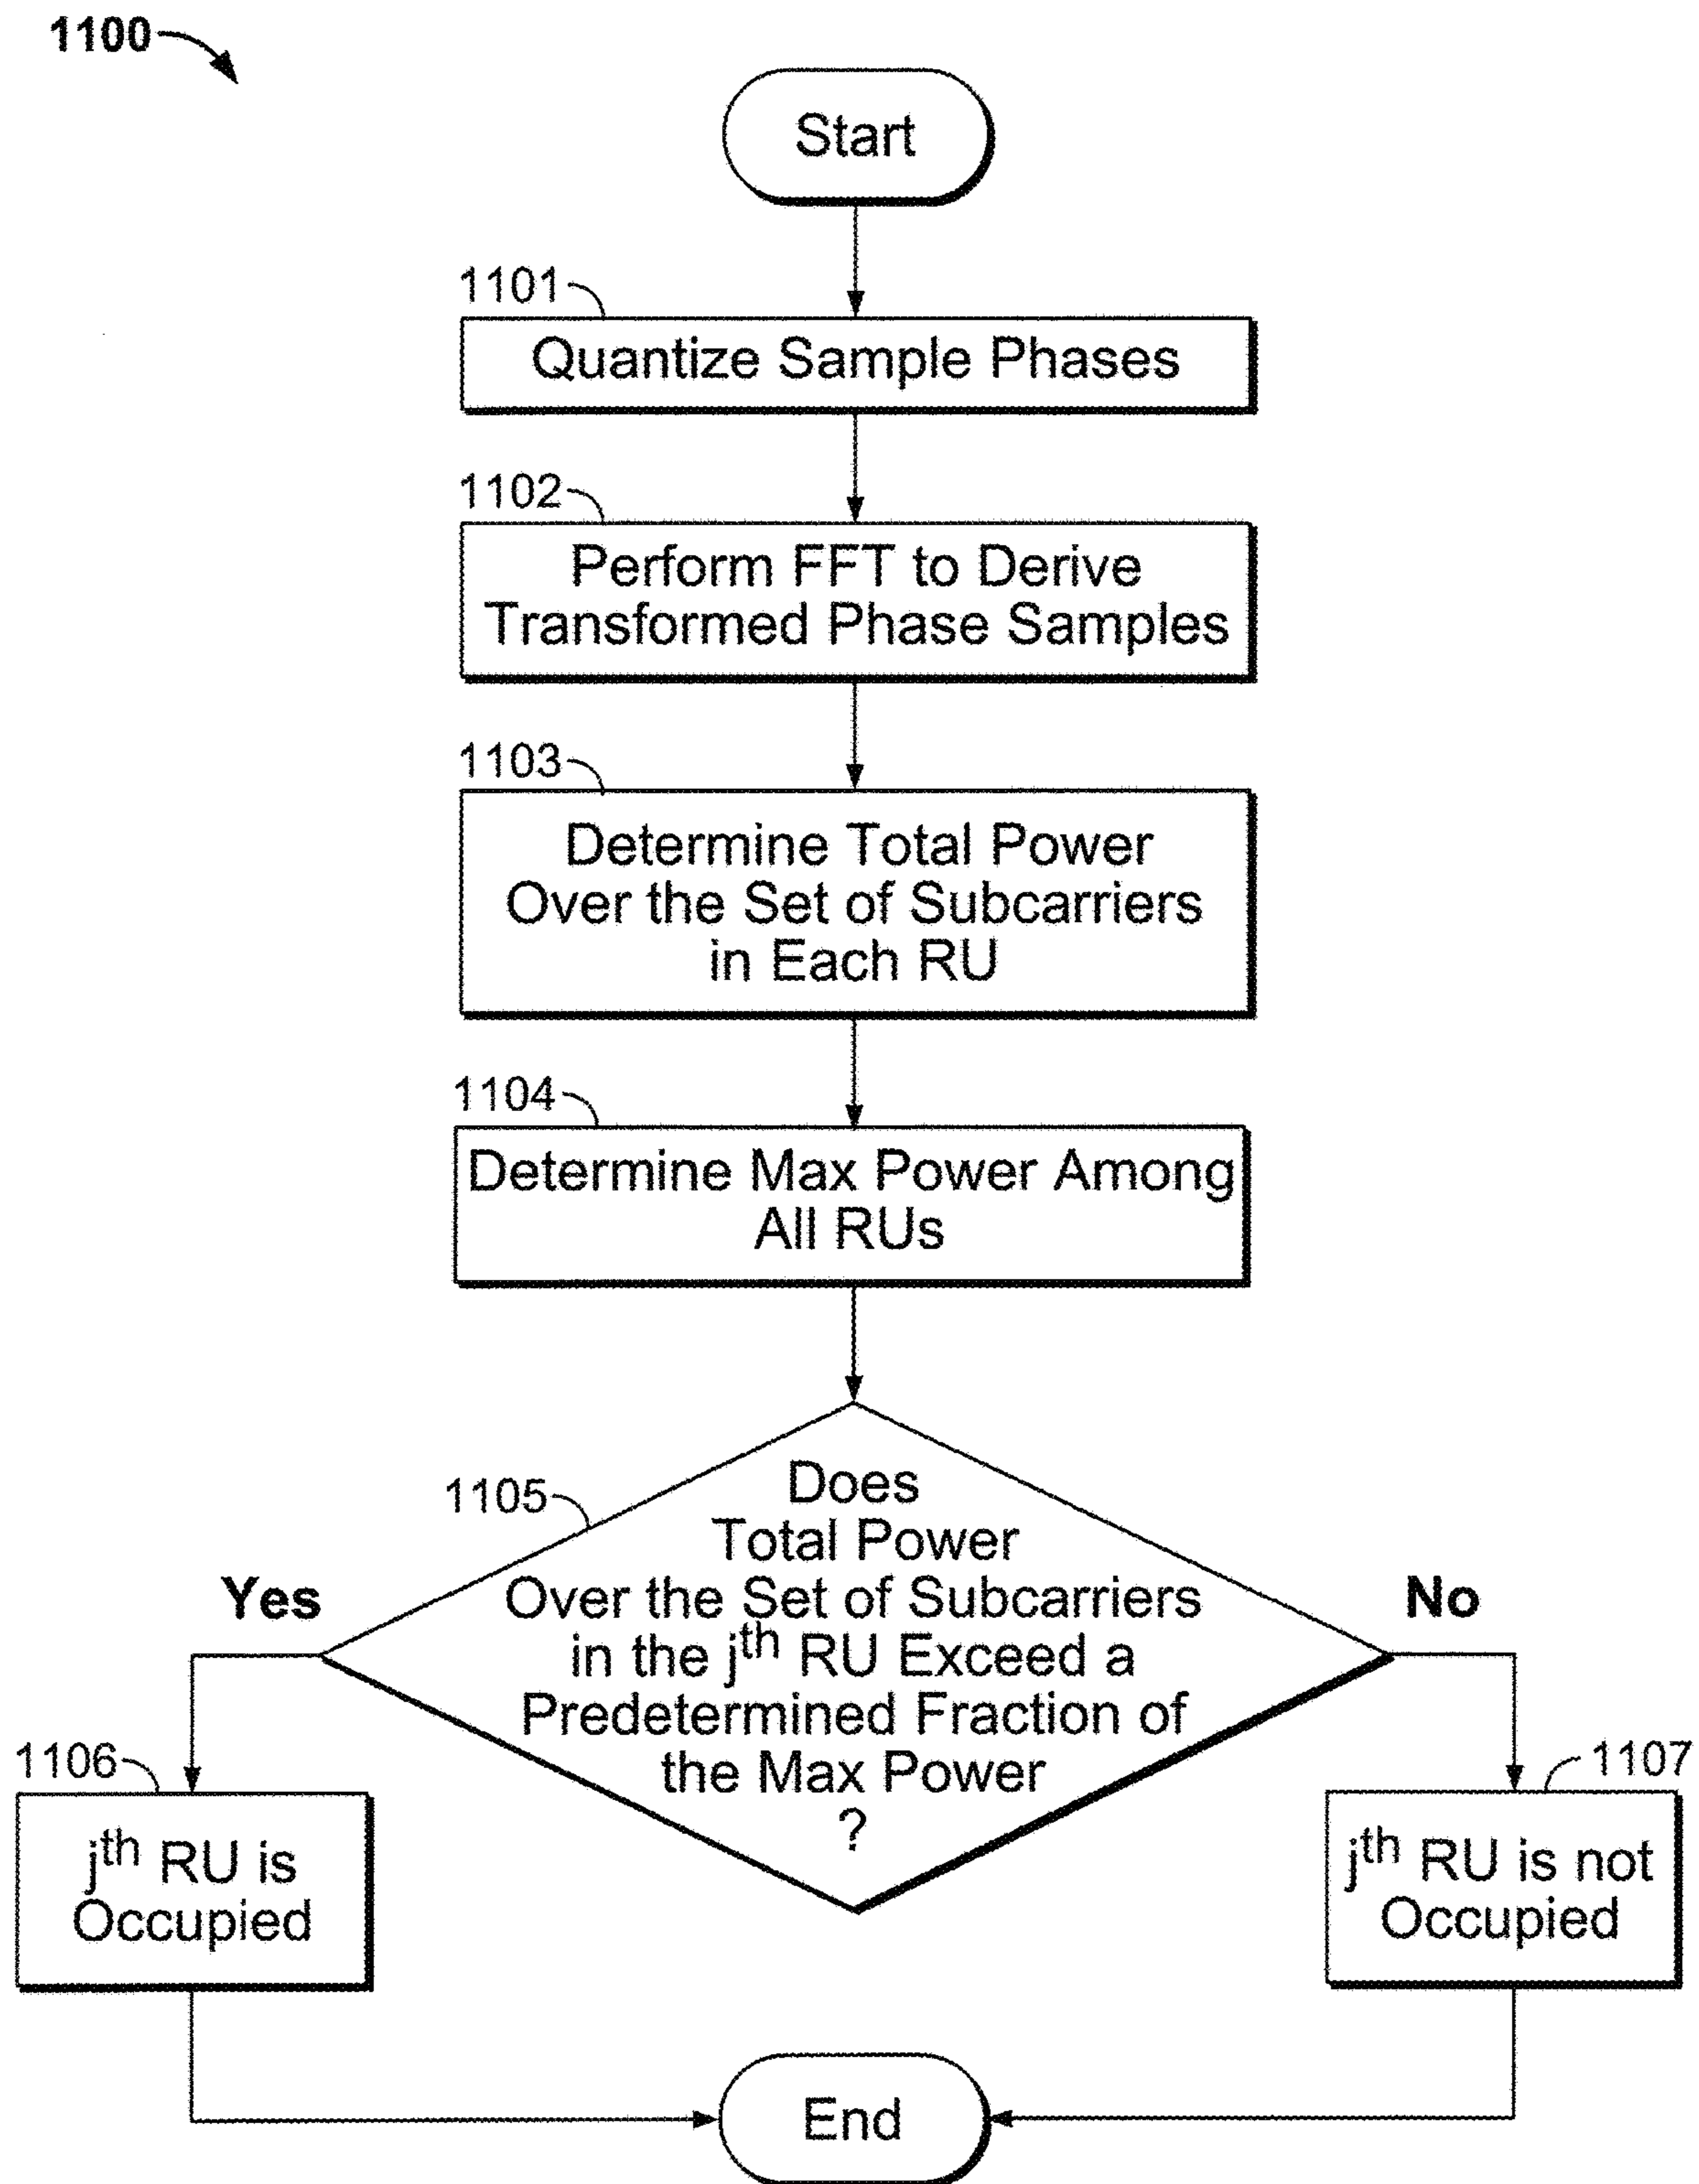 1100
Start
1101
Quantize Sample Phases
1102
Perform FFT to Derive
Transformed Phase Samples
1103
Determine Total Power
Over the Set of Subcarriers
in Each RU
1104
Determine Max Power Among
All RUs
1105
Does
Total Power
Over the Set of Subcarriers
in the jth RU Exceed a
Predetermined Fraction of
the Max Power
?
Yes
No
1106
jth RU is
Occupied
1107
jth RU is not
Occupied
End